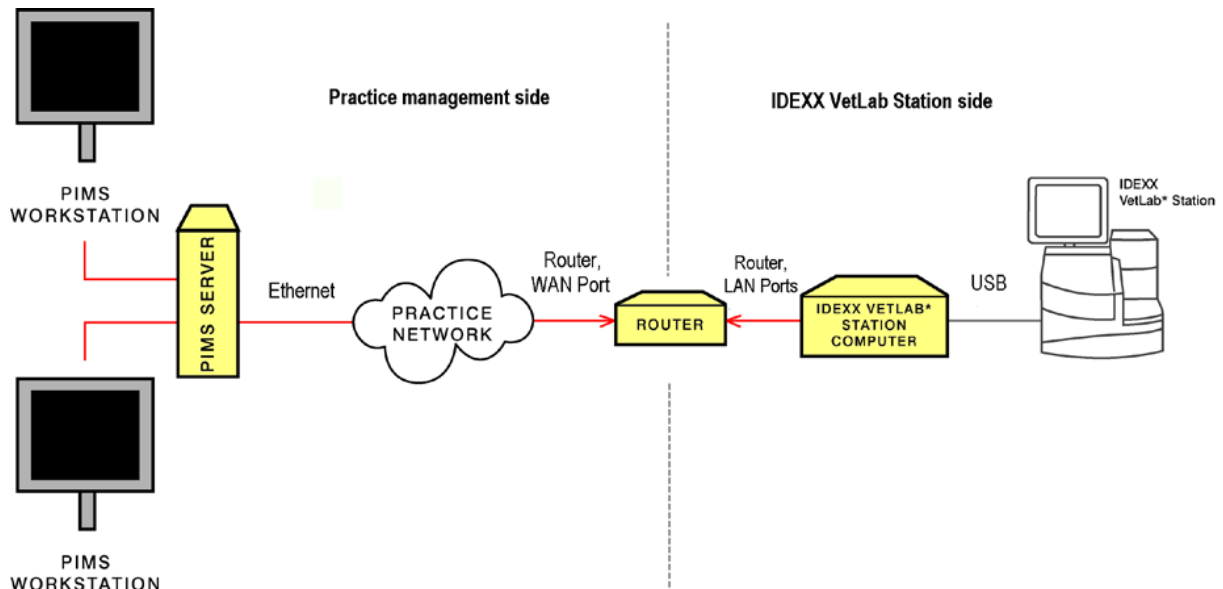 Practice management side
IDEXX VetLab Station side
PIMS
WORKSTATION
PIMS SERVER
Ethernet
PRACTICE
NETWORK
Router,
WAN Port
ROUTER
Router,
LAN Ports
IDEXX VETLAB*
STATION
COMPUTER
USB
IDEXX
VetLab* Station
PIMS
WORKSTATION